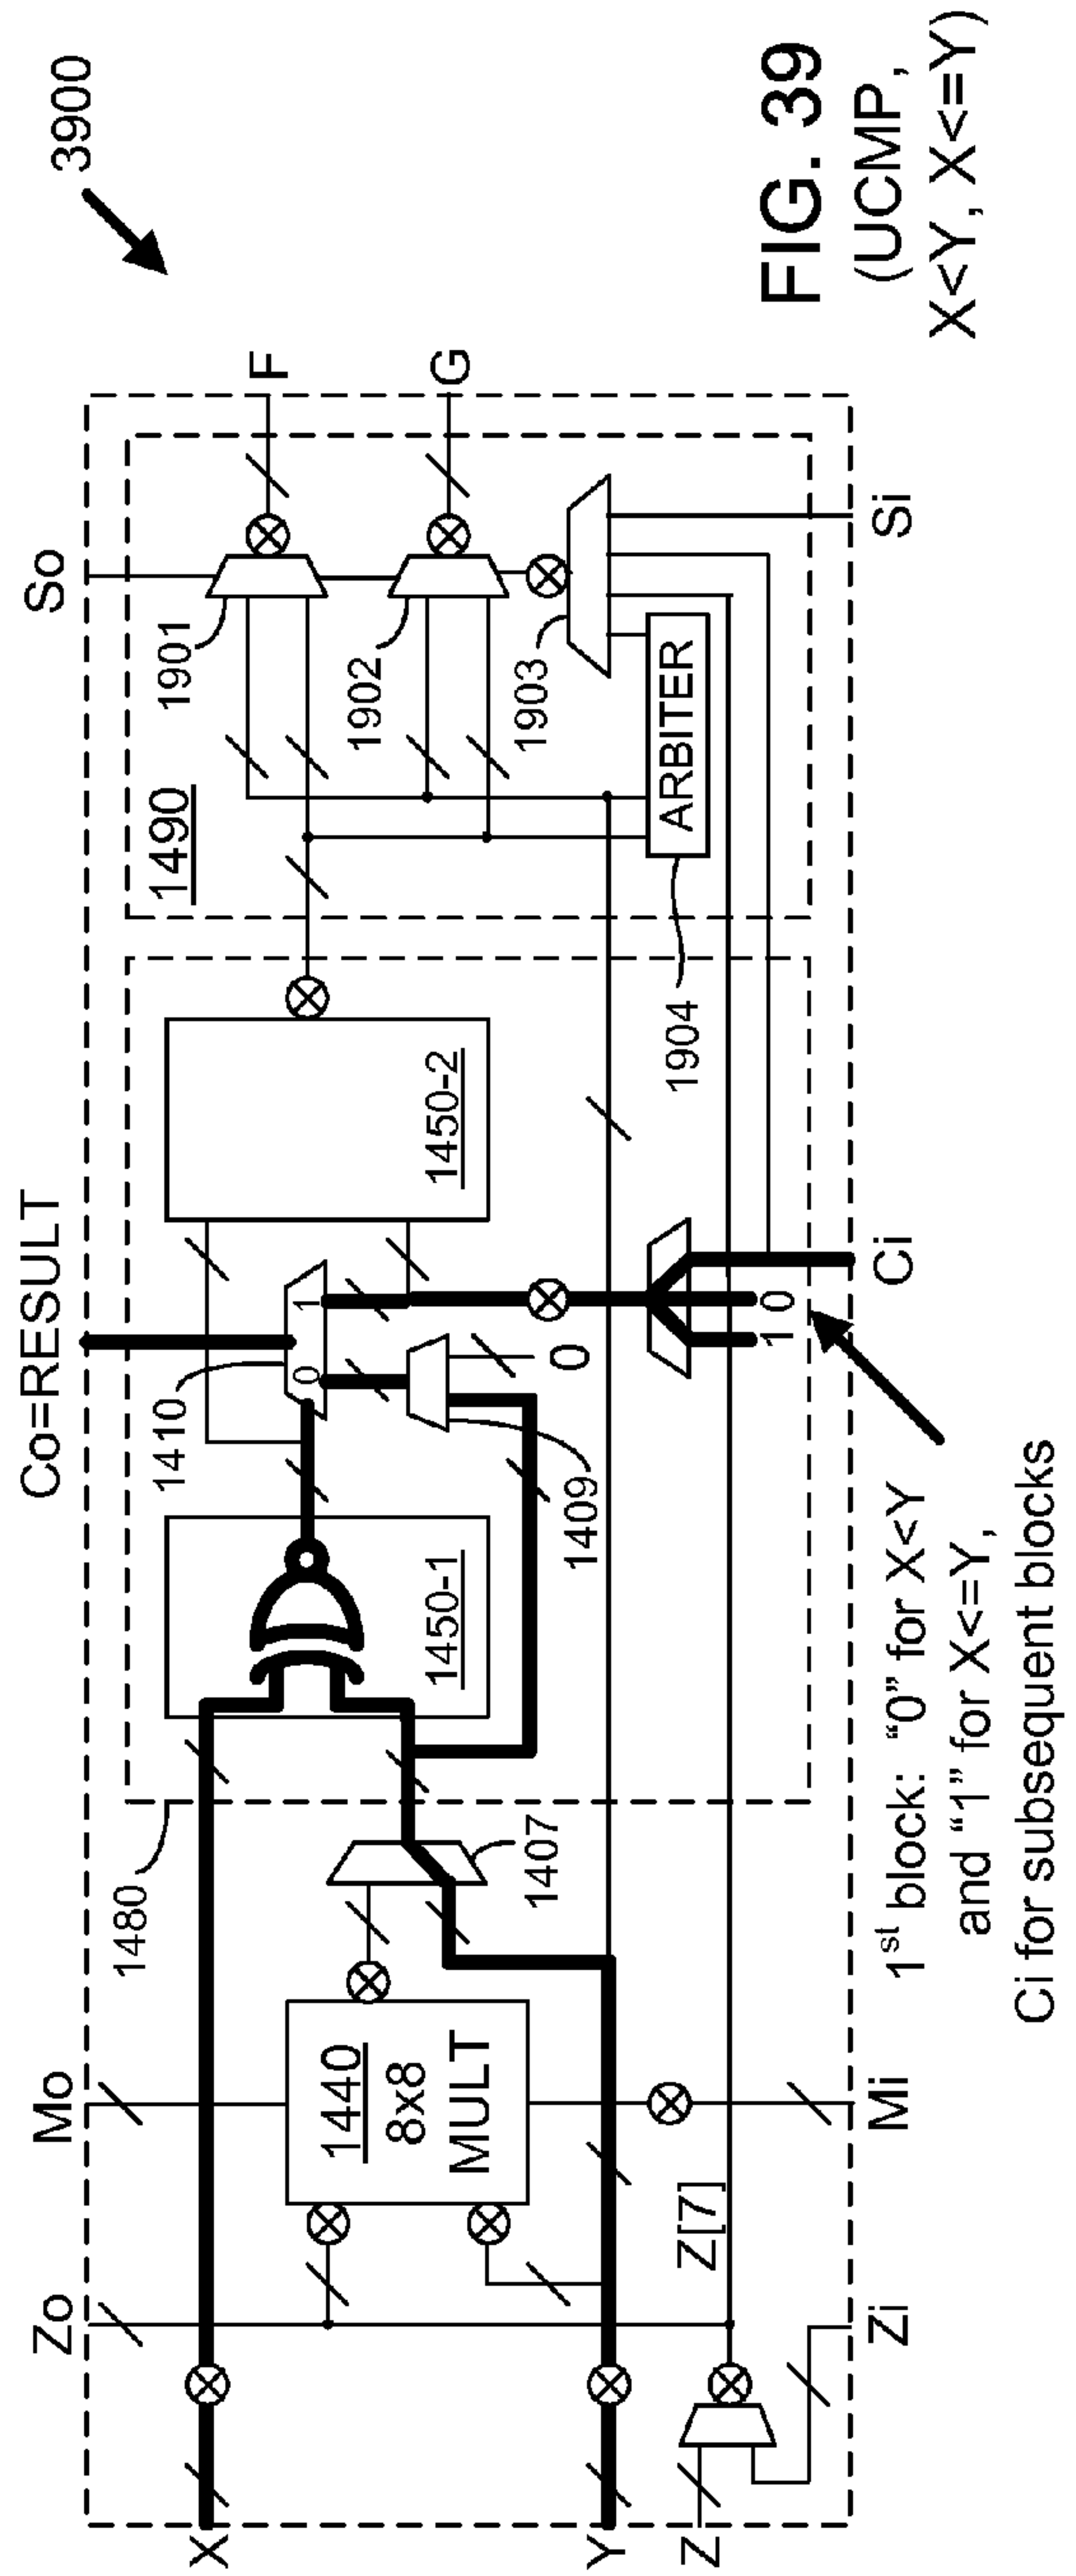 3900
Co=RESULT
So
Mo
Zo
X
Y
Z
F
G
1480
1440
8x8
MULT
1407
1450-1
1410
0
1
1409
0
1450-2
1490
1901
1902
1903
ARBITER
1904
Z[7]
1 0
Zi
Mi
Ci
Si
1st block: "0" for X<Y
and "1" for X<=Y,
Ci for subsequent blocks
FIG. 39
(UCMP,
X<Y, X<=Y)